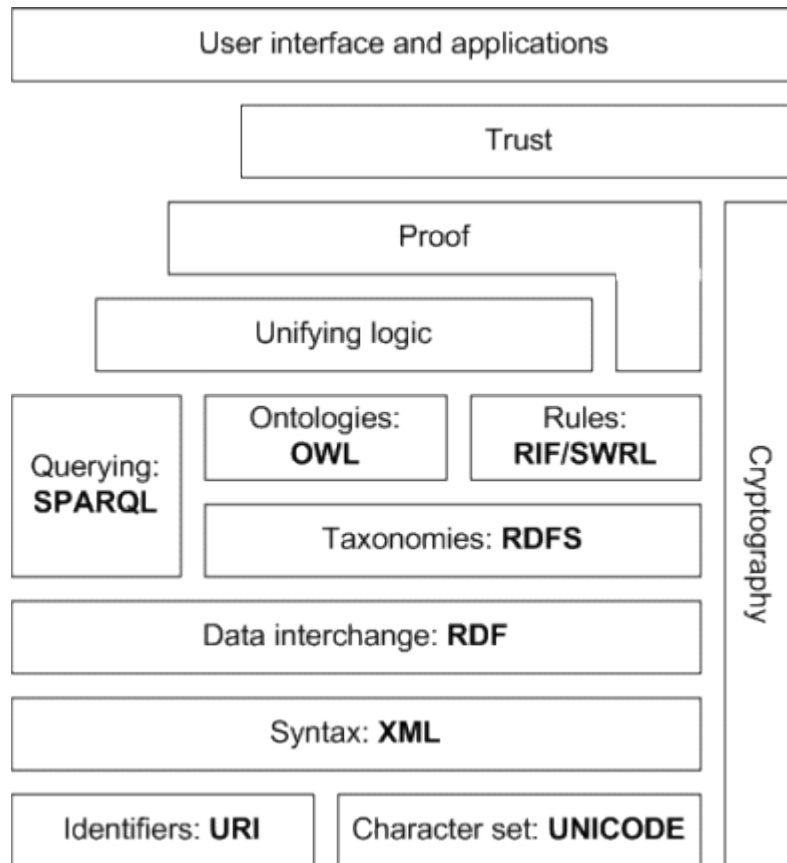 User interface and applications
Trust
Proof
Unifying logic
Querying:
SPARQL
Ontologies:
OWL
Rules:
RIF/SWRL
Taxonomies: RDFS
Data interchange: RDF
Syntax: XML
Identifiers: URI
Character set: UNICODE
Cryptography